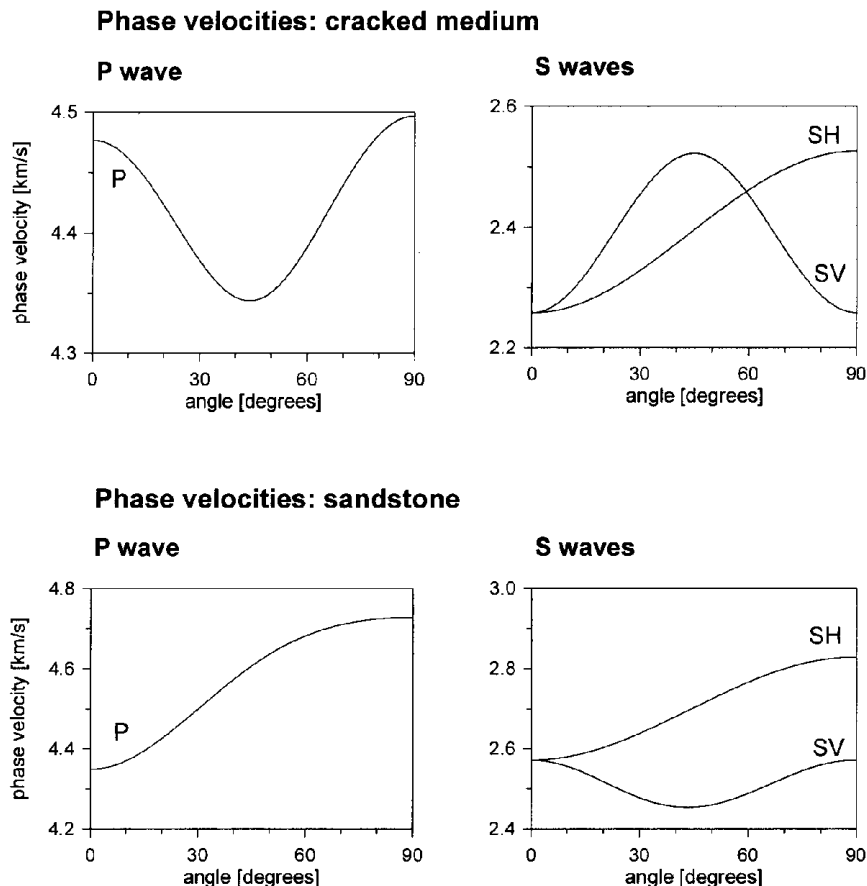 Phase velocities: cracked medium
P wave
S waves
phase velocity [km/s]
4.5
4.4
4.3
P
0
30
60
90
angle [degrees]
2.6
2.4
2.2
SH
SV
0
30
60
90
angle [degrees]
Phase velocities: sandstone
P wave
S waves
phase velocity [km/s]
4.8
4.6
4.4
4.2
P
0
30
60
90
angle [degrees]
3.0
2.8
2.6
2.4
SH
SV
0
30
60
90
angle [degrees]